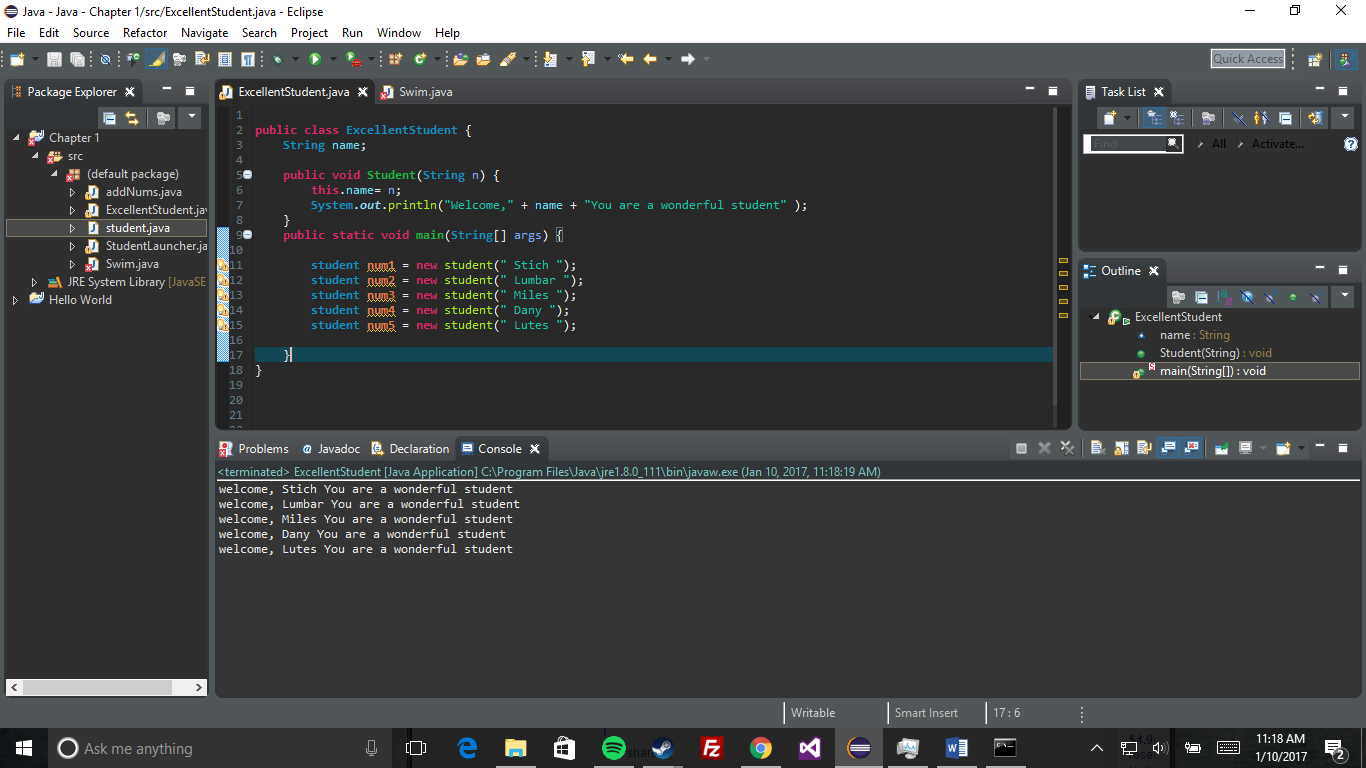 Java - Java - Chapter 1/src/ExcellentStudent.java - Eclipse
File Edit Source Refactor Navigate Search Project Run Window Help
Quick Access
Package Explorer
Chapter 1
src
(default package)
addNums.java
ExcellentStudent.jav
student.java
StudentLauncher.ja
Swim.java
JRE System Library [JavaSE
Hello World
ExcellentStudent.java Swim.java
1
2 public class ExcellentStudent {
3 String name;
4
5 public void Student(String n) {
6 this.name= n;
7 System.out.println("Welcome," + name + "You are a wonderful student" );
8 }
9 public static void main(String[] args) {
10
11 student num1 = new student(" Stich ");
12 student num2 = new student(" Lumbar ");
13 student num3 = new student(" Miles ");
14 student num4 = new student(" Dany ");
15 student num5 = new student(" Lutes ");
16
17 }
18 }
19
20
21
Task List
Find All Activate...
Outline
ExcellentStudent
name : String
Student(String) : void
main(String[]) : void
Problems @ Javadoc Declaration Console
<terminated> ExcellentStudent [Java Application] C:\Program Files\Java\jre1.8.0_111\bin\javaw.exe (Jan 10, 2017, 11:18:19 AM)
welcome, Stich You are a wonderful student
welcome, Lumbar You are a wonderful student
welcome, Miles You are a wonderful student
welcome, Dany You are a wonderful student
welcome, Lutes You are a wonderful student
Writable Smart Insert 17 : 6
Ask me anything
11:18 AM
1/10/2017
2